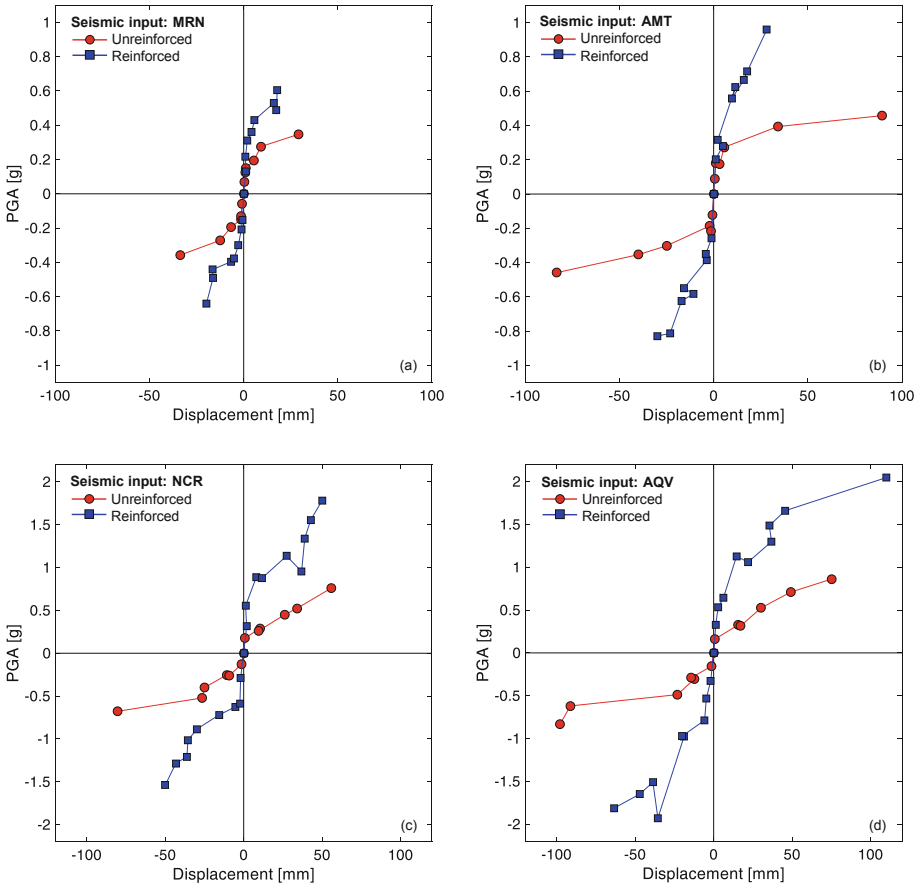 Seismic input: MRN
Unreinforced
Reinforced
PGA [g]
1
0.8
0.6
0.4
0.2
0
-0.2
-0.4
-0.6
-0.8
-1
(a)
-100 -50 0 50 100
Displacement [mm]
Seismic input: AMT
Unreinforced
Reinforced
PGA [g]
1
0.8
0.6
0.4
0.2
0
-0.2
-0.4
-0.6
-0.8
-1
(b)
-100 -50 0 50 100
Displacement [mm]
Seismic input: NCR
Unreinforced
Reinforced
PGA [g]
2
1.5
1
0.5
0
-0.5
-1
-1.5
-2
(c)
-100 -50 0 50 100
Displacement [mm]
Seismic input: AQV
Unreinforced
Reinforced
PGA [g]
2
1.5
1
0.5
0
-0.5
-1
-1.5
-2
(d)
-100 -50 0 50 100
Displacement [mm]